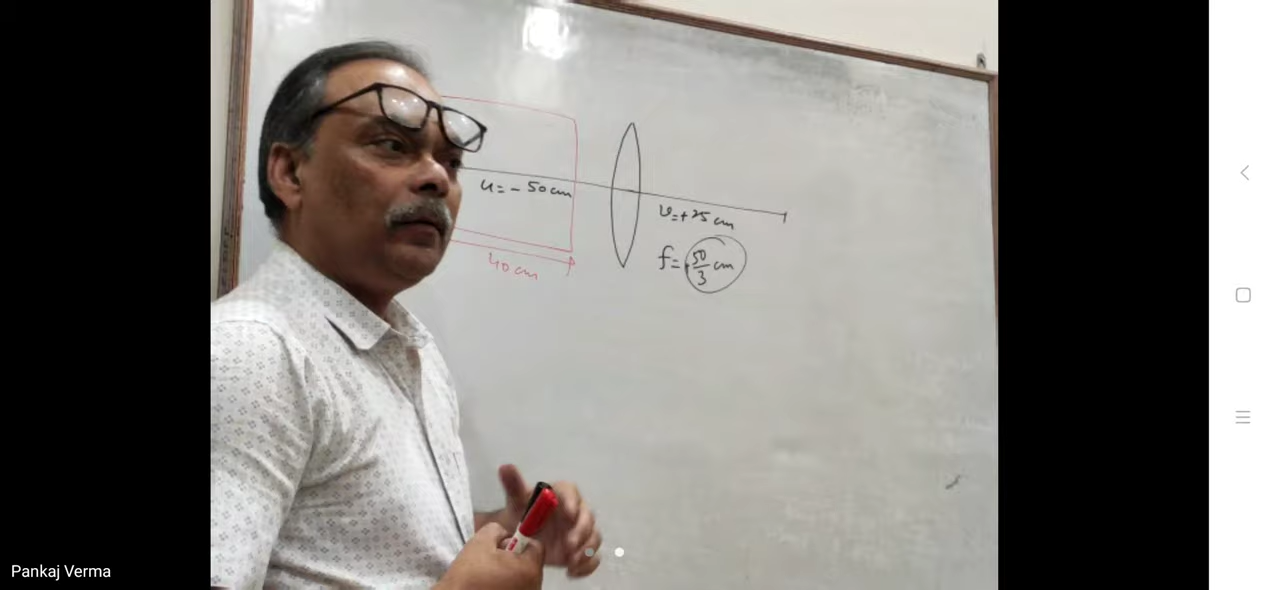 u = - 50 cm
v = + 25 cm
40 cm
f = + 50/3 cm
Pankaj Verma